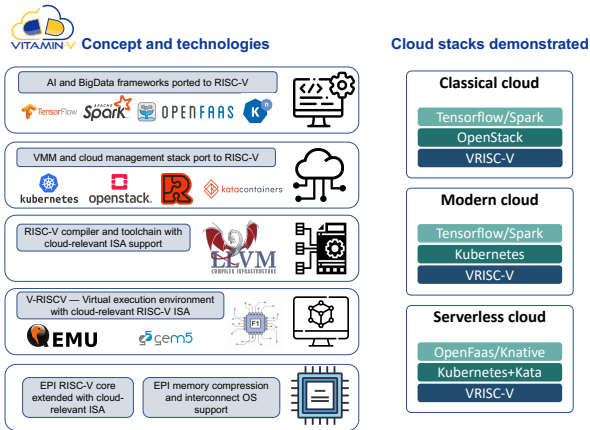 VITAMIN-V
Concept and technologies
Cloud stacks demonstrated
AI and BigData frameworks ported to RISC-V
TensorFlow
APACHE
Spark
OPENFAAS
K
n
VMM and cloud management stack port to RISC-V
kubernetes
openstack.
R
katacontainers
RISC-V compiler and toolchain with
cloud-relevant ISA support
LLVM
COMPILER INFRASTRUCTURE
V-RISCV — Virtual execution environment
with cloud-relevant RISC-V ISA
QEMU
gem5
F1
EPI RISC-V core
extended with cloud-
relevant ISA
EPI memory compression
and interconnect OS
support
Classical cloud
Tensorflow/Spark
OpenStack
VRISC-V
Modern cloud
Tensorflow/Spark
Kubernetes
VRISC-V
Serverless cloud
OpenFaas/Knative
Kubernetes+Kata
VRISC-V